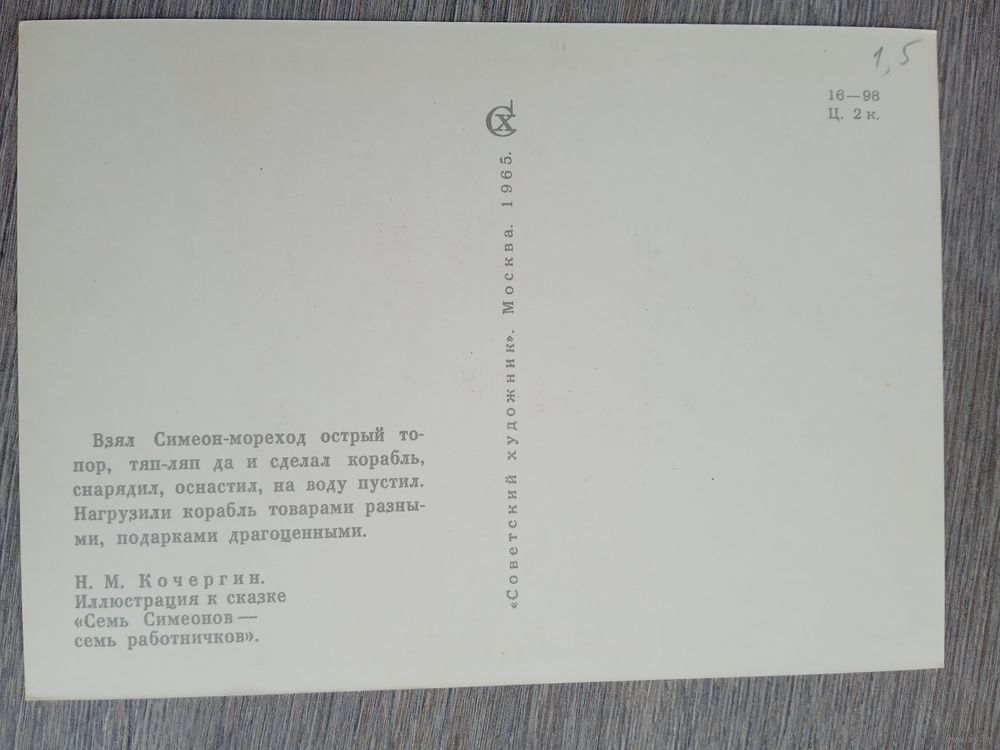 1,5
16—98
Ц. 2 к.
СХ
«Советский художник». Москва. 1965.
Взял Симеон-мореход острый то-
пор, тяп-ляп да и сделал корабль,
снарядил, оснастил, на воду пустил.
Нагрузили корабль товарами разны-
ми, подарками драгоценными.
Н. М. Кочергин.
Иллюстрация к сказке
«Семь Симеонов —
семь работничков».